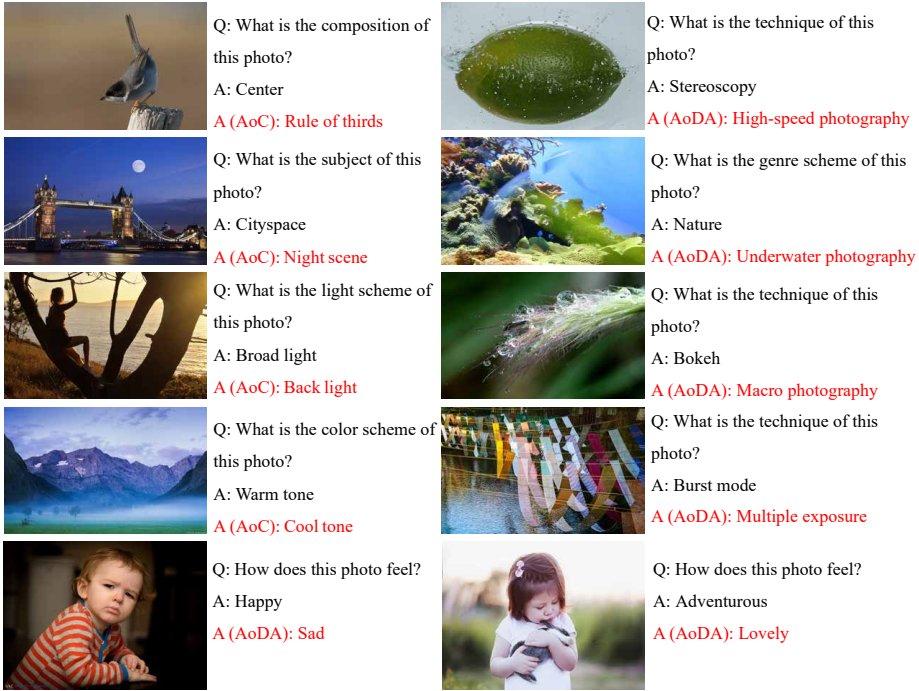 Q: What is the composition of
this photo?
A: Center
A (AoC): Rule of thirds
Q: What is the technique of this
photo?
A: Stereoscopy
A (AoDA): High-speed photography
Q: What is the subject of this
photo?
A: Cityspace
A (AoC): Night scene
Q: What is the genre scheme of this
photo?
A: Nature
A (AoDA): Underwater photography
Q: What is the light scheme of
this photo?
A: Broad light
A (AoC): Back light
Q: What is the technique of this
photo?
A: Bokeh
A (AoDA): Macro photography
Q: What is the color scheme of
this photo?
A: Warm tone
A (AoC): Cool tone
Q: What is the technique of this
photo?
A: Burst mode
A (AoDA): Multiple exposure
Q: How does this photo feel?
A: Happy
A (AoDA): Sad
Q: How does this photo feel?
A: Adventurous
A (AoDA): Lovely